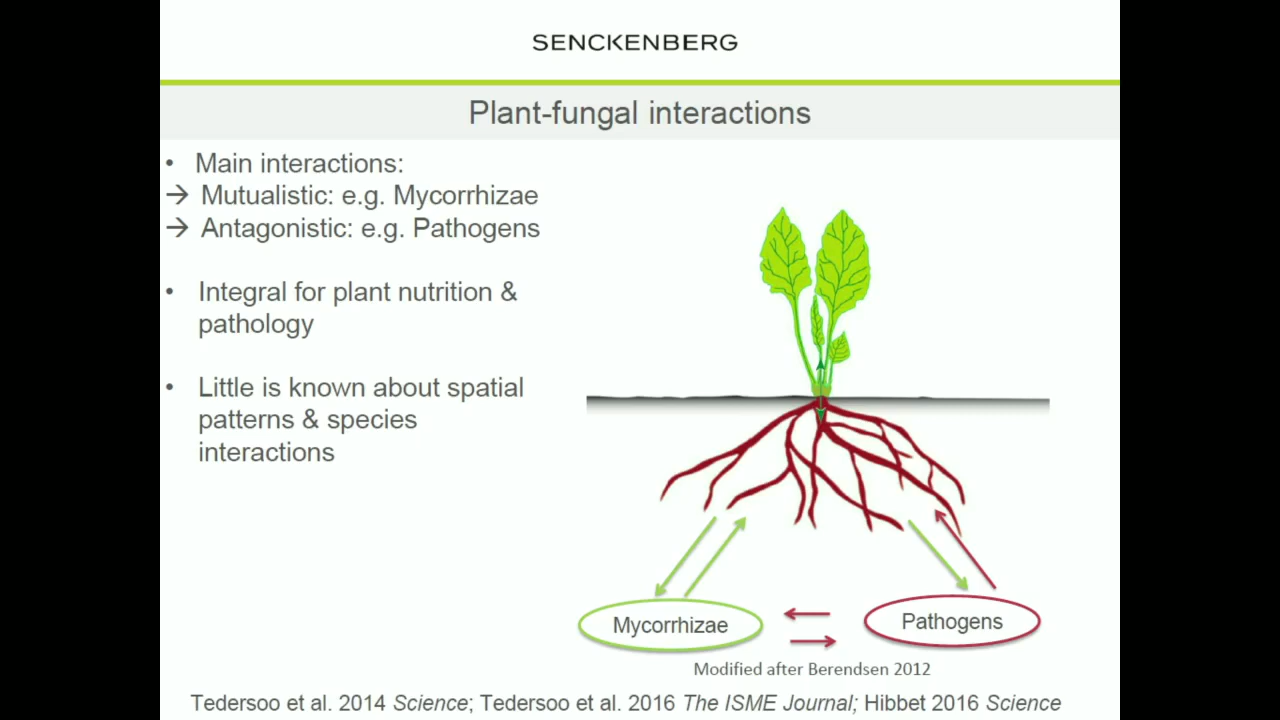 SENCKENBERG
Plant-fungal interactions
• Main interactions:
→ Mutualistic: e.g. Mycorrhizae
→ Antagonistic: e.g. Pathogens
• Integral for plant nutrition &
pathology
• Little is known about spatial
patterns & species
interactions
Mycorrhizae
Pathogens
Modified after Berendsen 2012
Tedersoo et al. 2014 Science; Tedersoo et al. 2016 The ISME Journal; Hibbet 2016 Science